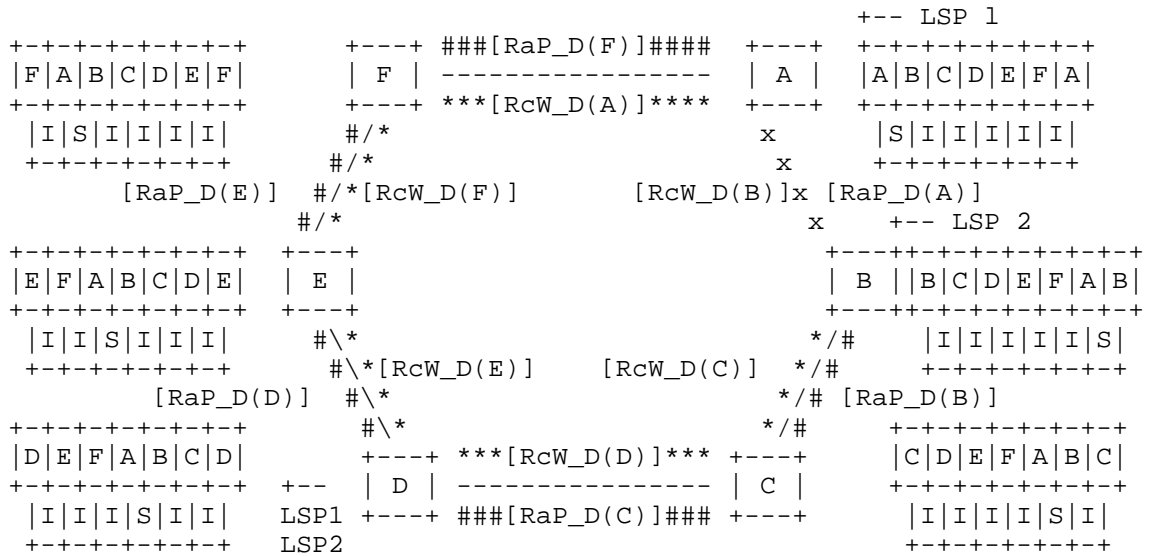 +-- LSP 1
+-+-+-+-+-+-+-+        +---+ ###[RaP_D(F)]####  +---+  +-+-+-+-+-+-+-+
|F|A|B|C|D|E|F|        | F | -----------------  | A |  |A|B|C|D|E|F|A|
+-+-+-+-+-+-+-+        +---+ ***[RcW_D(A)]****  +---+  +-+-+-+-+-+-+-+
 |I|S|I|I|I|I|         #/*                        x       |S|I|I|I|I|I|
 +-+-+-+-+-+-+        #/*                          x      +-+-+-+-+-+-+
        [RaP_D(E)]  #/*[RcW_D(F)]        [RcW_D(B)]x [RaP_D(A)]
                   #/*                               x     +-- LSP 2
+-+-+-+-+-+-+-+   +---+                               +---++-+-+-+-+-+-+-+
|E|F|A|B|C|D|E|   | E |                               | B ||B|C|D|E|F|A|B|
+-+-+-+-+-+-+-+   +---+                               +---++-+-+-+-+-+-+-+
 |I|I|S|I|I|I|      #\*                              */#     |I|I|I|I|I|S|
 +-+-+-+-+-+-+       #\*[RcW_D(E)]     [RcW_D(C)]   */#      +-+-+-+-+-+-+
          [RaP_D(D)]  #\*                          */# [RaP_D(B)]
+-+-+-+-+-+-+-+        #\*                        */#      +-+-+-+-+-+-+-+
|D|E|F|A|B|C|D|        +---+ ***[RcW_D(D)]*** +---+        |C|D|E|F|A|B|C|
+-+-+-+-+-+-+-+   +--  | D | ---------------- | C |        +-+-+-+-+-+-+-+
 |I|I|I|S|I|I|    LSP1 +---+ ###[RaP_D(C)]### +---+         |I|I|I|I|S|I|
 +-+-+-+-+-+-+    LSP2                                      +-+-+-+-+-+-+